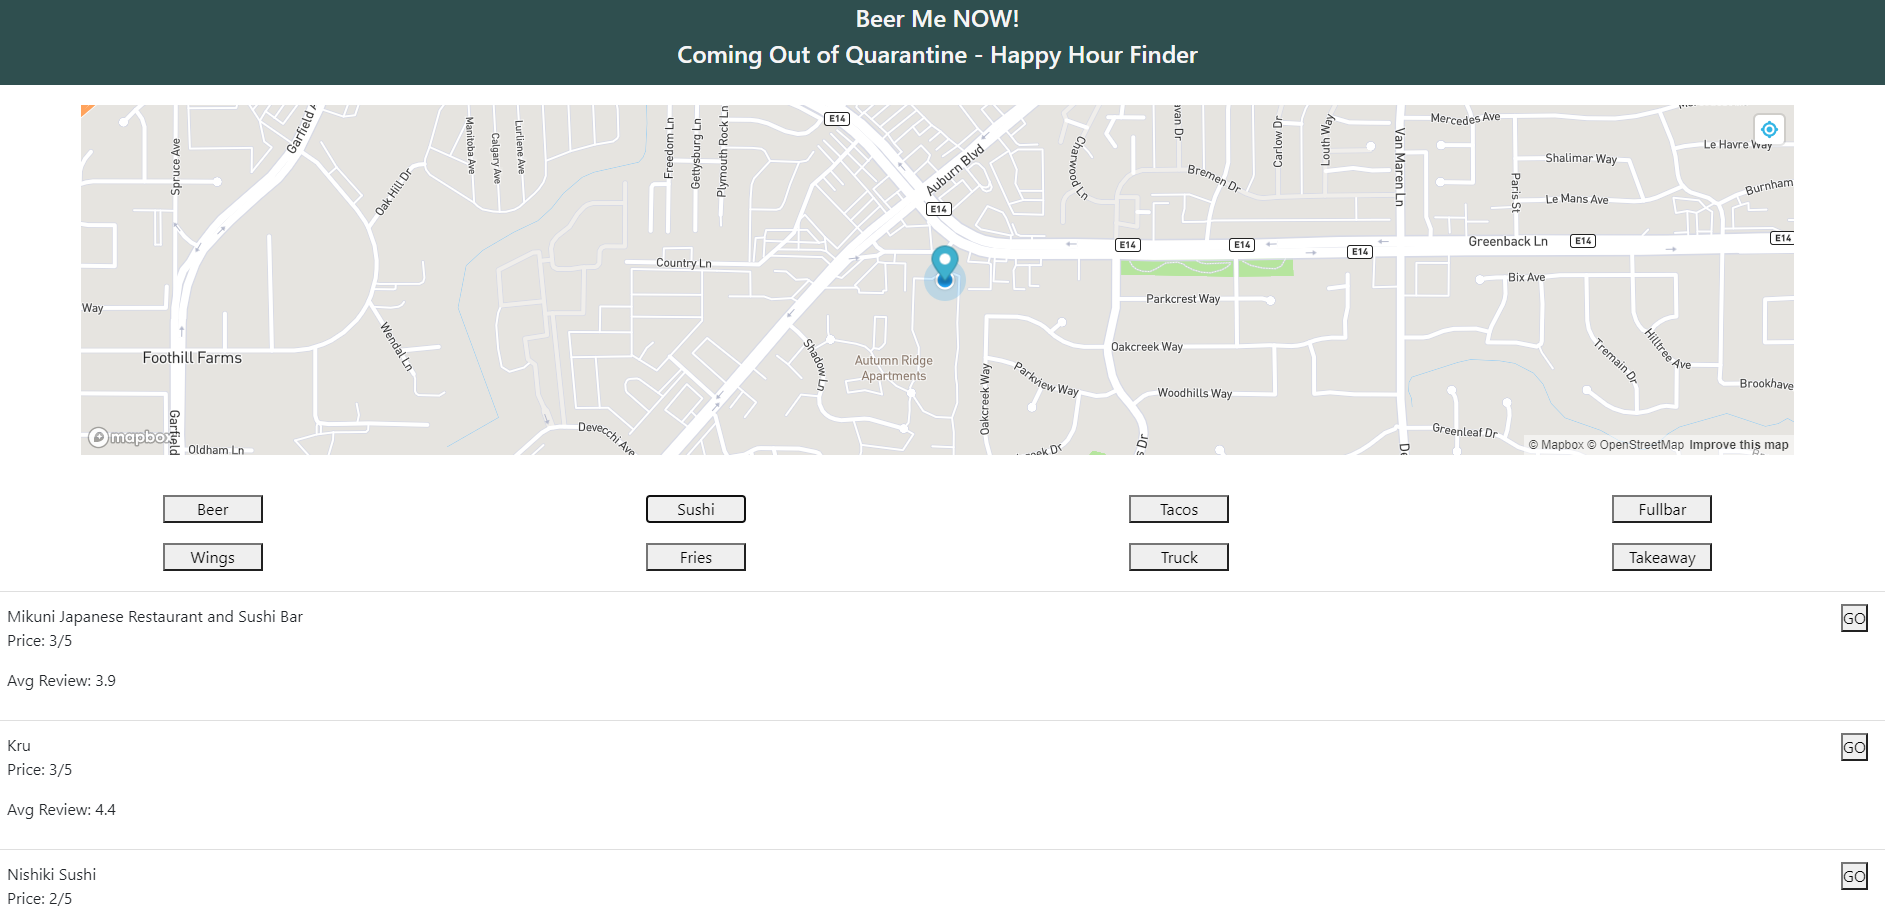 Beer Me NOW!
Coming Out of Quarantine - Happy Hour Finder
E14
Garfield A
Spruce Ave
Oak Hill Dr
Manitoba Ave
Calgary Ave
Lurliene Ave
Freedom Ln
Gettysburg Ln
Plymouth Rock Ln
Auburn Blvd
E14
Charwood Ln
Bremen Dr
Carlow Dr
Louth Way
Van Maren Ln
Mercedes Ave
Le Havre Way
Shalimar Way
Paris St
Le Mans Ave
Burnham
Country Ln
E14
E14
E14
Greenback Ln
E14
E14
Way
Foothill Farms
Wendal Ln
Shadow Ln
Autumn Ridge
Apartments
Parkcrest Way
Bix Ave
Oakcreek Way
Parkview Way
Oakcreek Way
Woodhills Way
Tremain Dr
Hilltree Ave
Brookhave
Garfield
mapbox
Oldham Ln
Devecchi Ave
eek Dr
s Dr
De
Greenleaf Dr
© Mapbox © OpenStreetMap Improve this map
Beer
Sushi
Tacos
Fullbar
Wings
Fries
Truck
Takeaway
Mikuni Japanese Restaurant and Sushi Bar
GO
Price: 3/5
Avg Review: 3.9
Kru
GO
Price: 3/5
Avg Review: 4.4
Nishiki Sushi
GO
Price: 2/5